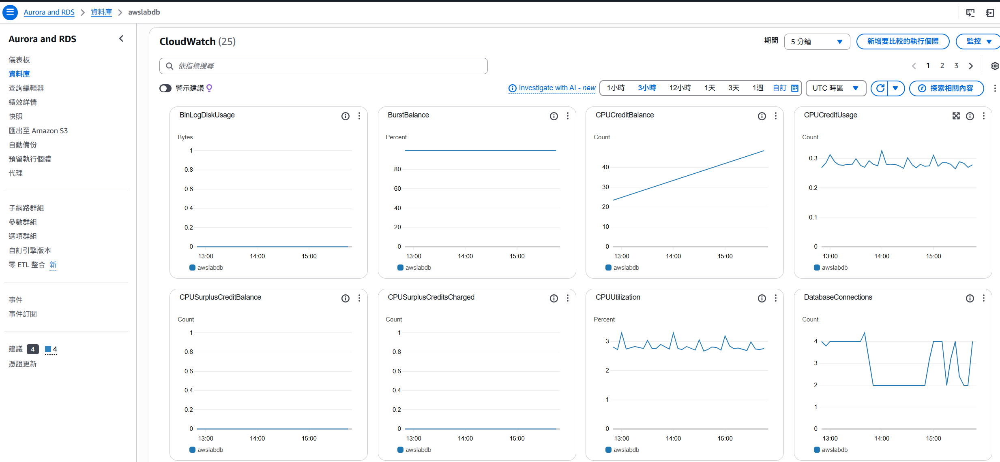 Aurora and RDS > 資料庫 > awslabdb
Aurora and RDS
儀表板
資料庫
查詢編輯器
績效詳情
快照
匯出至 Amazon S3
自動備份
預留執行個體
代理
子網路群組
參數群組
選項群組
自訂引擎版本
零 ETL 整合 新
事件
事件訂閱
建議 4 4
憑證更新
CloudWatch (25)
期間 5 分鐘 新增要比較的執行個體 監控
依指標搜尋
1 2 3
警示建議
Investigate with AI - new 1小時 3小時 12小時 1天 3天 1週 自訂 UTC 時區 探索相關內容
BinLogDiskUsage
Bytes
1
0.8
0.6
0.4
0.2
0
13:00 14:00 15:00
awslabdb
BurstBalance
Percent
80
60
40
20
0
13:00 14:00 15:00
awslabdb
CPUCreditBalance
Count
40
30
20
10
0
13:00 14:00 15:00
awslabdb
CPUCreditUsage
Count
0.3
0.2
0.1
0
13:00 14:00 15:00
awslabdb
CPUSurplusCreditBalance
Count
1
0.8
0.6
0.4
0.2
0
13:00 14:00 15:00
awslabdb
CPUSurplusCreditsCharged
Count
1
0.8
0.6
0.4
0.2
0
13:00 14:00 15:00
awslabdb
CPUUtilization
Percent
3
2
1
0
13:00 14:00 15:00
awslabdb
DatabaseConnections
Count
4
3
2
1
0
13:00 14:00 15:00
awslabdb